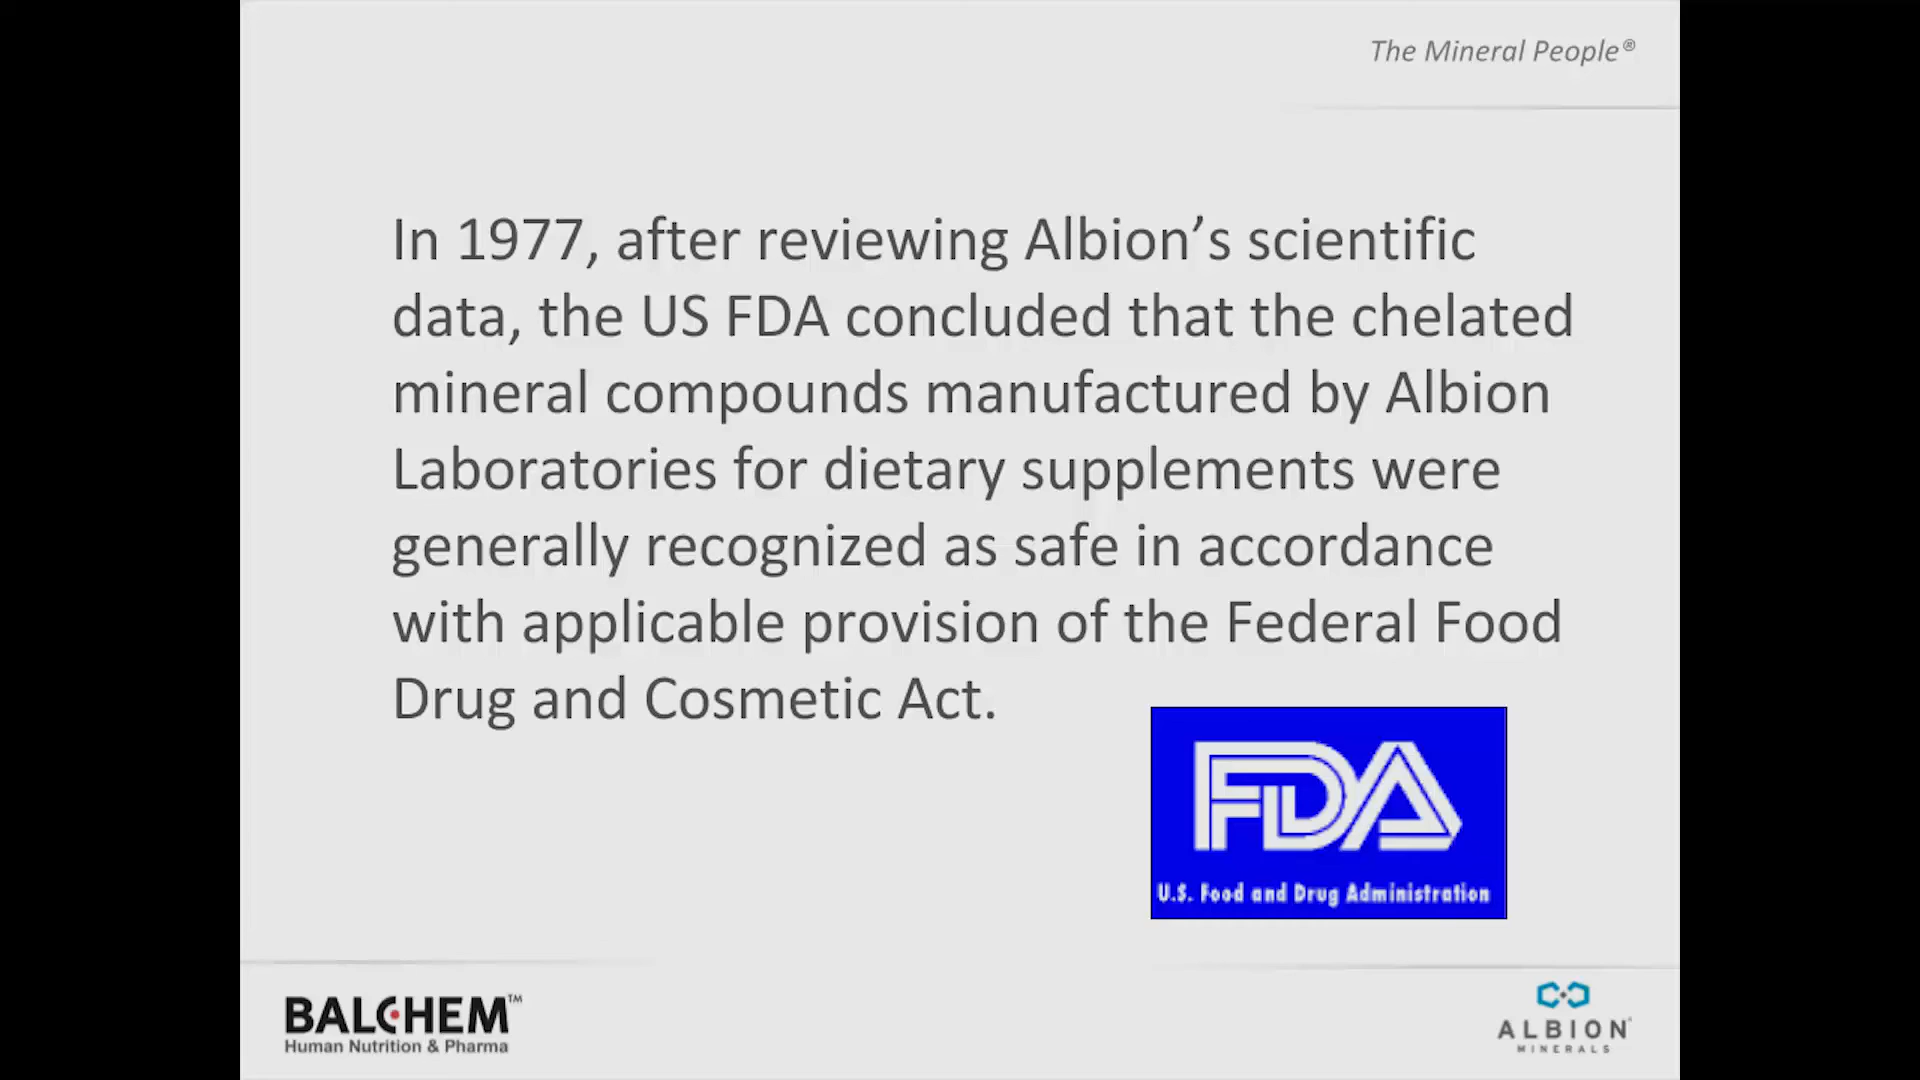 The Mineral People®
In 1977, after reviewing Albion’s scientific
data, the US FDA concluded that the chelated
mineral compounds manufactured by Albion
Laboratories for dietary supplements were
generally recognized as safe in accordance
with applicable provision of the Federal Food
Drug and Cosmetic Act.
FDA
U.S. Food and Drug Administration
BALCHEM™
Human Nutrition & Pharma
ALBION
MINERALS